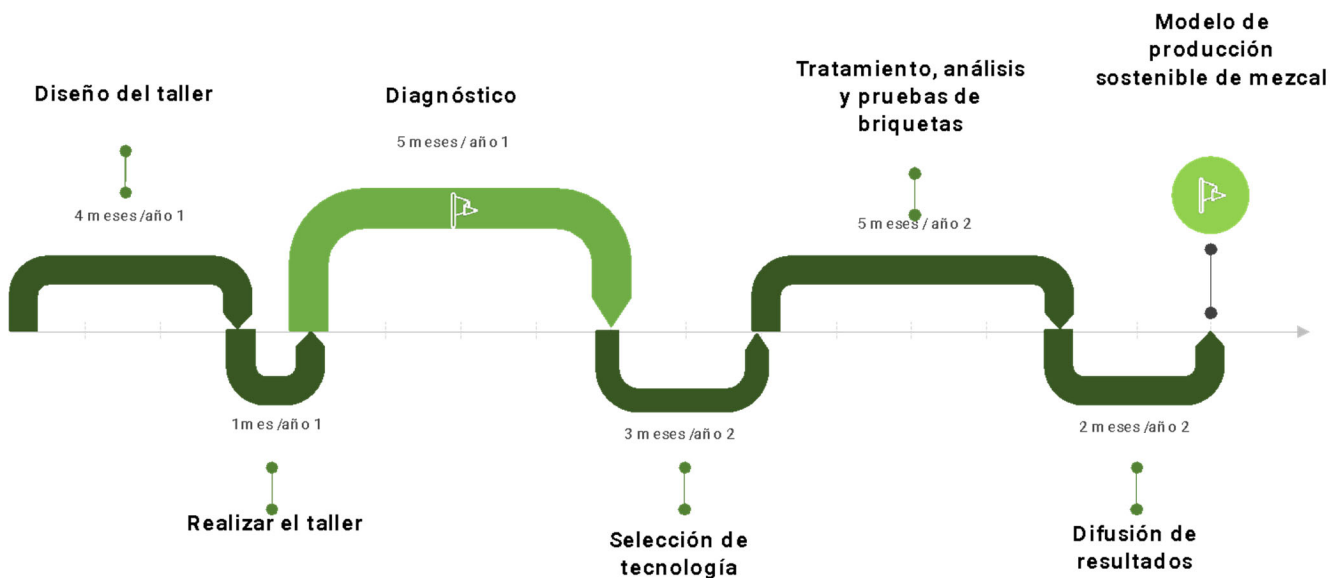 Modelo de
producción
sostenible de mezcal
Tratamiento, análisis
y pruebas de
briquetas
Diseño del taller
Diagnóstico
5 meses / año 1
4 meses /año 1
5 meses / año 2
1mes /año 1
3 meses /año 2
2 meses /año 2
Realizar el taller
Selección de
tecnología
Difusión de
resultados